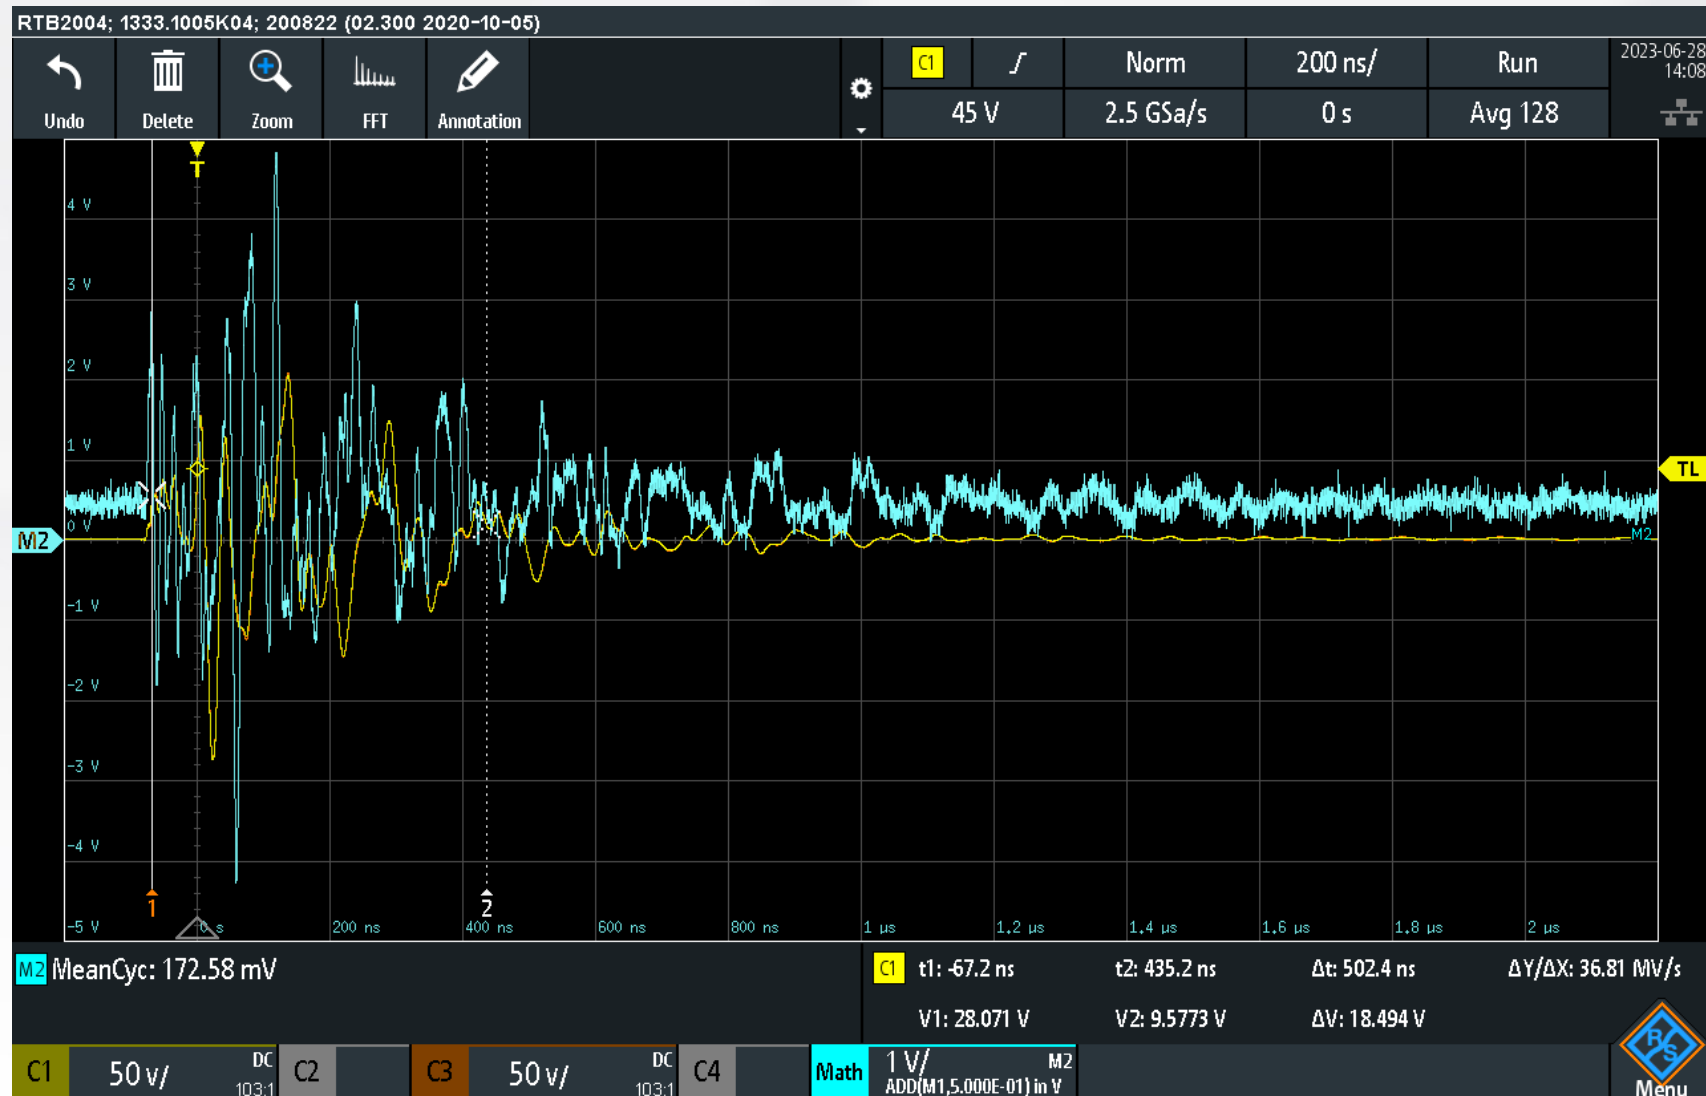 RTB2004; 1333.1005K04; 200822 (02.300 2020-10-05)
Undo Delete Zoom FFT Annotation
C1 Norm 200 ns/ Run
45 V 2.5 GSa/s 0 s Avg 128
2023-06-28
14:08
T
4 V
3 V
2 V
1 V
0 V
-1 V
-2 V
-3 V
-4 V
-5 V
TL
M2
M2
1
2
0 s 200 ns 400 ns 600 ns 800 ns 1 µs 1.2 µs 1.4 µs 1.6 µs 1.8 µs 2 µs
M2 MeanCyc: 172.58 mV
C1 t1: -67.2 ns t2: 435.2 ns Δt: 502.4 ns ΔY/ΔX: 36.81 MV/s
V1: 28.071 V V2: 9.5773 V ΔV: 18.494 V
C1 50 V/ DC 103:1
C2
C3 50 V/ DC 103:1
C4
Math 1 V/ M2
ADD(M1,5.000E-01) in V
R/S
Menu